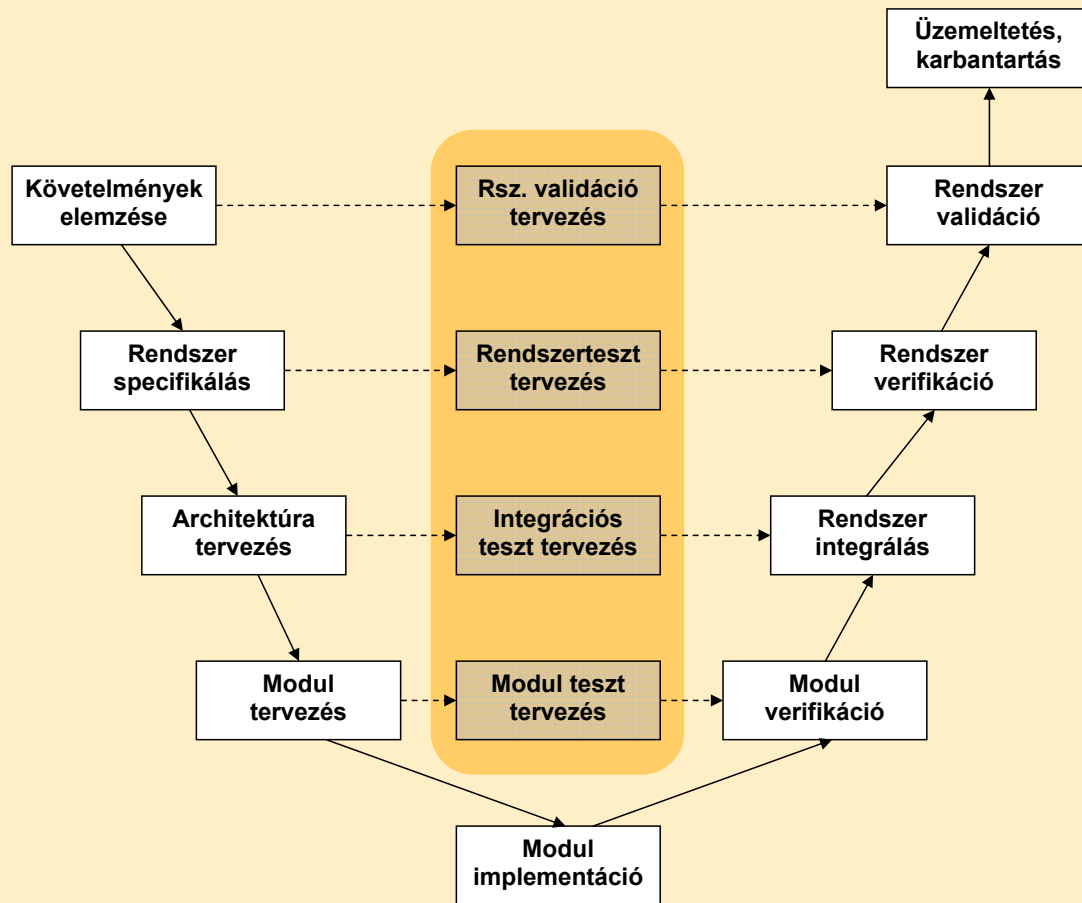 Üzemeltetés,
karbantartás
Követelmények
elemzése
Rsz. validáció
tervezés
Rendszer
validáció
Rendszer
specifikálás
Rendszerteszt
tervezés
Rendszer
verifikáció
Architektúra
tervezés
Integrációs
teszt tervezés
Rendszer
integrálás
Modul
tervezés
Modul teszt
tervezés
Modul
verifikáció
Modul
implementáció